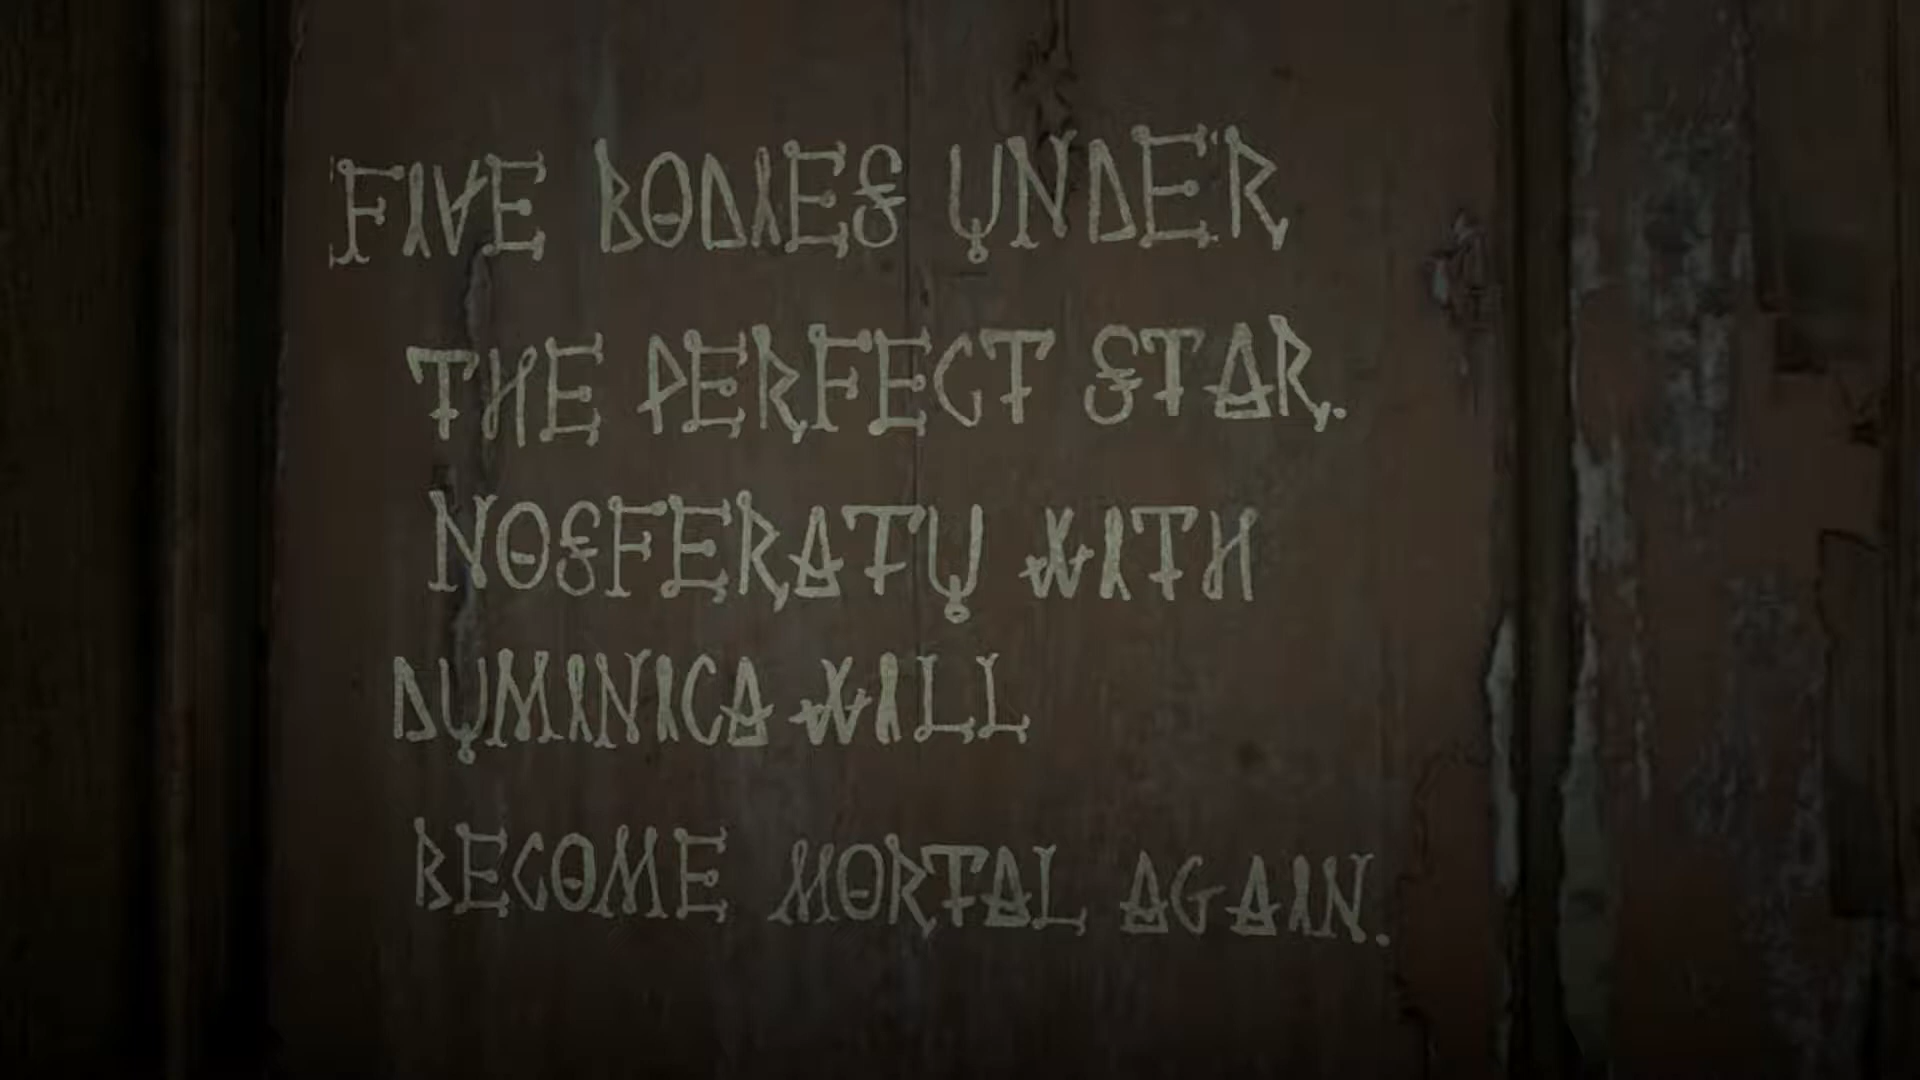 FIVE BODIES UNDER
THE PERFECT STAR.
NOSFERATU WITH
DUMINICA WILL
BECOME MORTAL AGAIN.